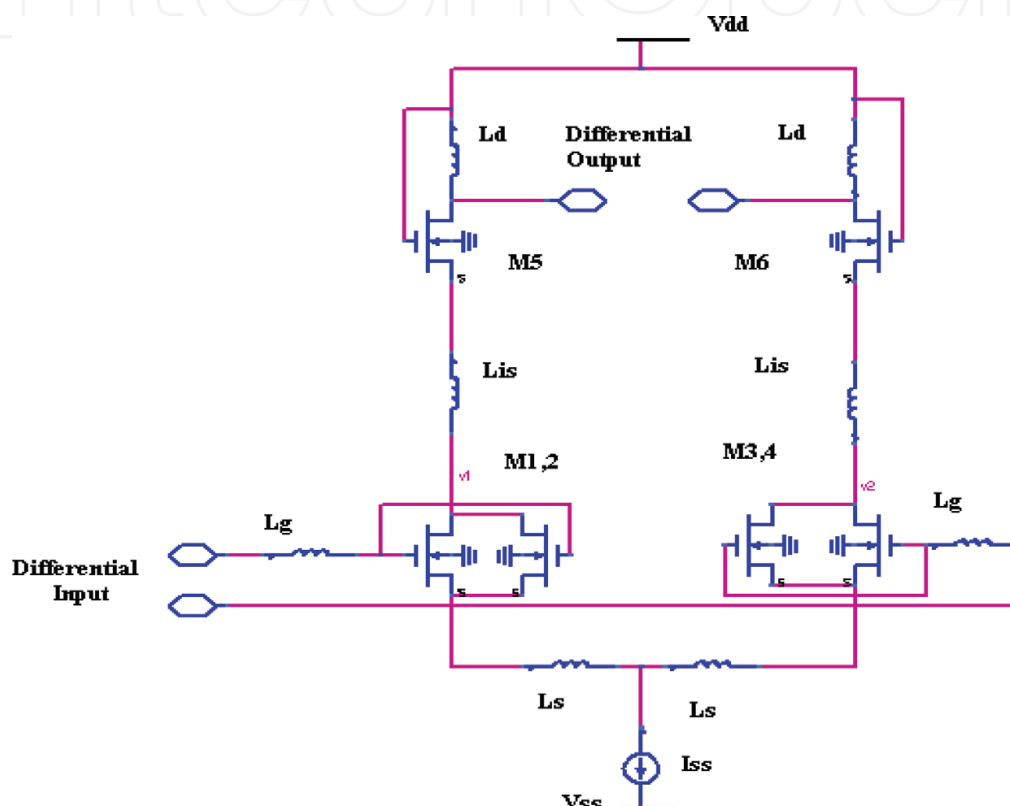 Vdd
Ld
Differential
Output
Ld
M5
M6
s
s
Lis
Lis
M1,2
M3,4
v1
v2
Lg
Lg
Differential
Input
s
s
s
s
Ls
Ls
Iss
Vss